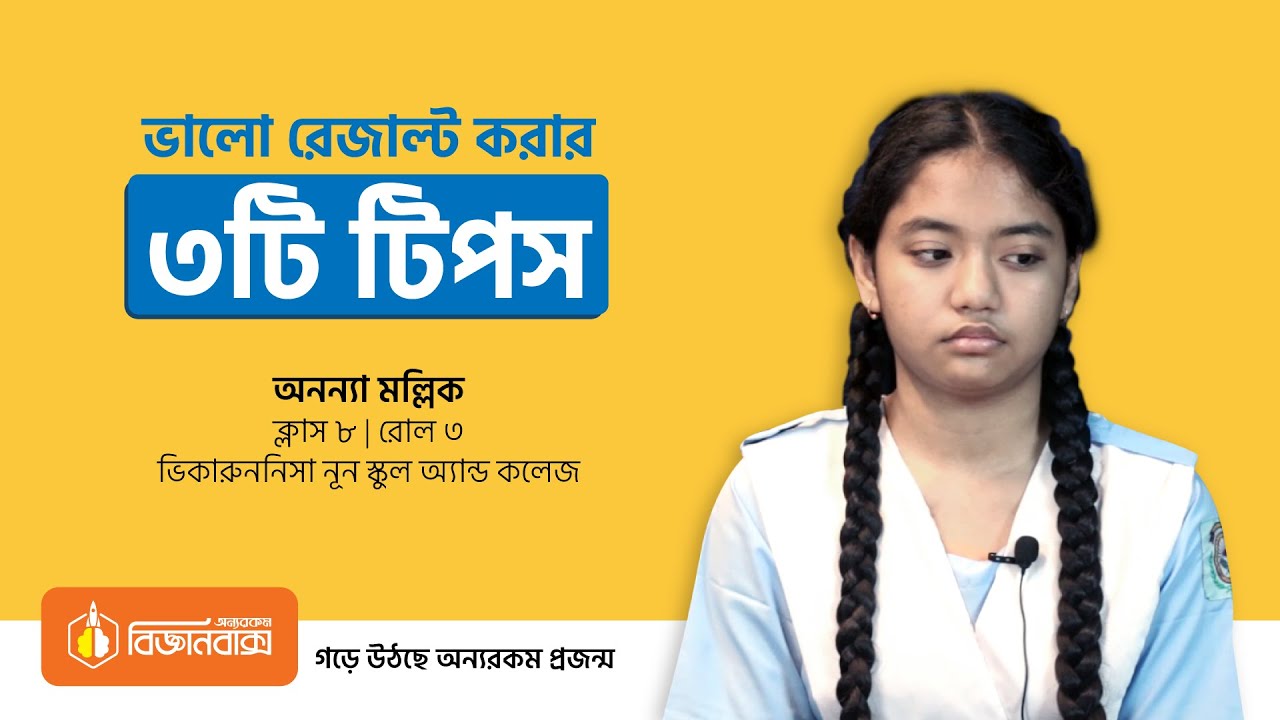 ভালো রেজাল্ট করার
৩টি টিপস
অনন্যা মল্লিক
ক্লাস ৮ | রোল ৩
ভিকারুননিসা নূন স্কুল অ্যান্ড কলেজ
অন্যরকম
বিজ্ঞানবাক্স
গড়ে উঠছে অন্যরকম প্রজন্ম